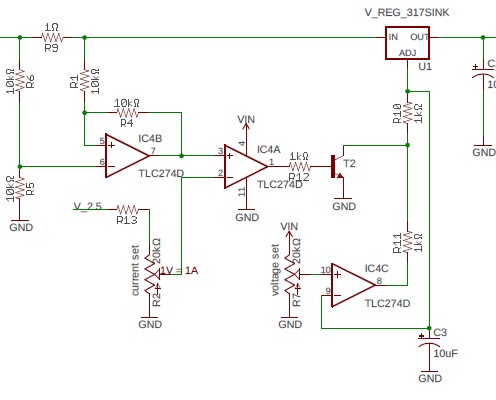 V_REG_317SINK
1Ω
R9
IN
OUT
ADJ
U1
R6
10kΩ
R1
10kΩ
10kΩ
R4
R10
1kΩ
GND
IC4B
5
6
7
TLC274D
VIN
IC4A
3
2
4
1
11
TLC274D
1kΩ
R12
T2
GND
GND
R5
10kΩ
GND
V_2.5
R13
current set
20kΩ
R2
1V = 1A
GND
VIN
voltage set
20kΩ
R7
GND
10
9
8
IC4C
TLC274D
R11
1kΩ
C3
10uF
GND